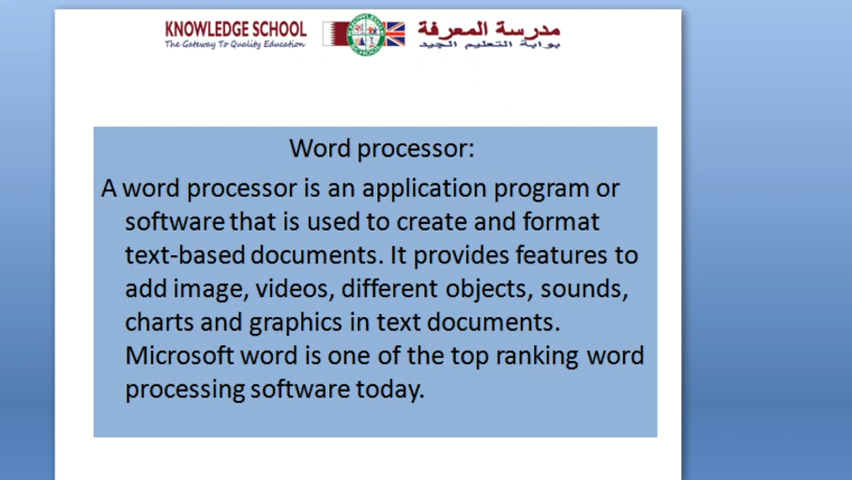 KNOWLEDGE SCHOOL
The Gateway To Quality Education
مدرسة المعرفة
بوابة التعليم الجيد
Word processor:
A word processor is an application program or
software that is used to create and format
text-based documents. It provides features to
add image, videos, different objects, sounds,
charts and graphics in text documents.
Microsoft word is one of the top ranking word
processing software today.